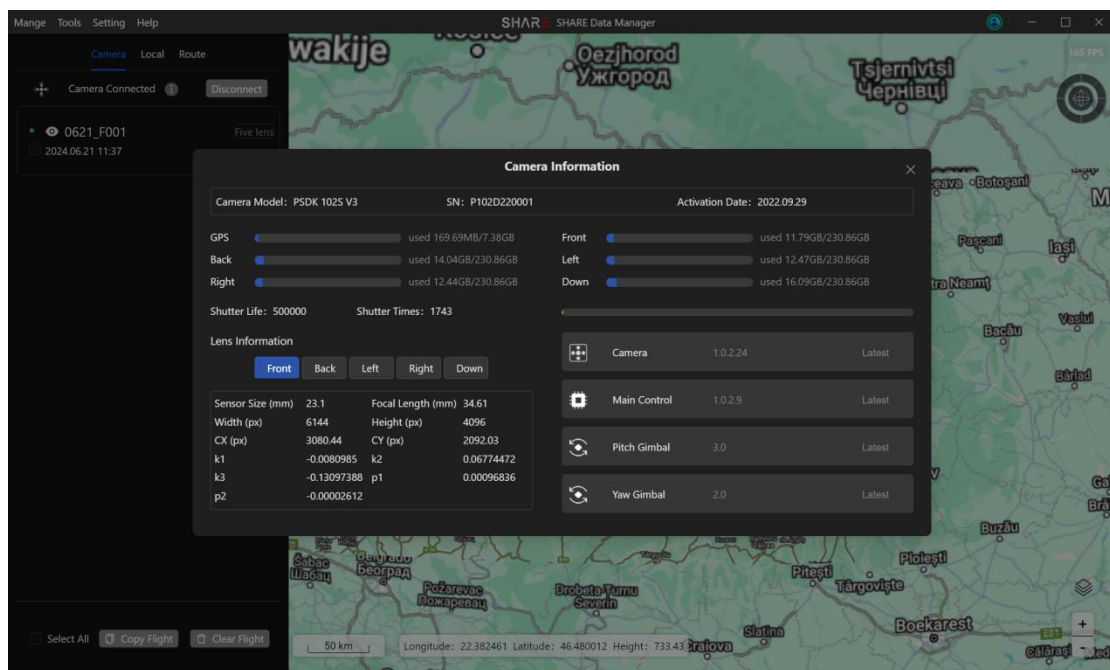 Mange Tools Setting Help
SHARE SHARE Data Manager
Camera Local Route
Camera Connected 1 Disconnect
0621_F001 Five lens
2024.06.21 11:37
wakije
Oezjhorod
Ужгород
Tsjernivtsi
Чернівці
165 FPS
Botoșani
Pașcani
Iași
Bacău
Vaslui
Bârlad
Buzău
Camera Information
Camera Model: PSDK 102S V3 SN: P102D220001 Activation Date: 2022.09.29
GPS used 169.69MB/7.38GB Front used 11.79GB/230.86GB
Back used 14.04GB/230.86GB Left used 12.47GB/230.86GB
Right used 12.44GB/230.86GB Down used 16.09GB/230.86GB
Shutter Life: 500000 Shutter Times: 1743
Lens Information
Front Back Left Right Down
Sensor Size (mm) 23.1 Focal Length (mm) 34.61
Width (px) 6144 Height (px) 4096
CX (px) 3080.44 CY (px) 2092.03
k1 -0.0080985 k2 0.06774472
k3 -0.13097388 p1 0.00096836
p2 -0.00002612
Camera 1.0.2.24 Latest
Main Control 1.0.2.9 Latest
Pitch Gimbal 3.0 Latest
Yaw Gimbal 2.0 Latest
Šabac
Шабац
Београд
Požarevac
Пожаревац
Drobeta-Turnu
Severin
Pitești
Târgoviște
Ploiești
Slatina
Craiova
Boekarest
Călărași
Select All Copy Flight Clear Flight
50 km
Longitude: 22.382461 Latitude: 46.480012 Height: 733.43